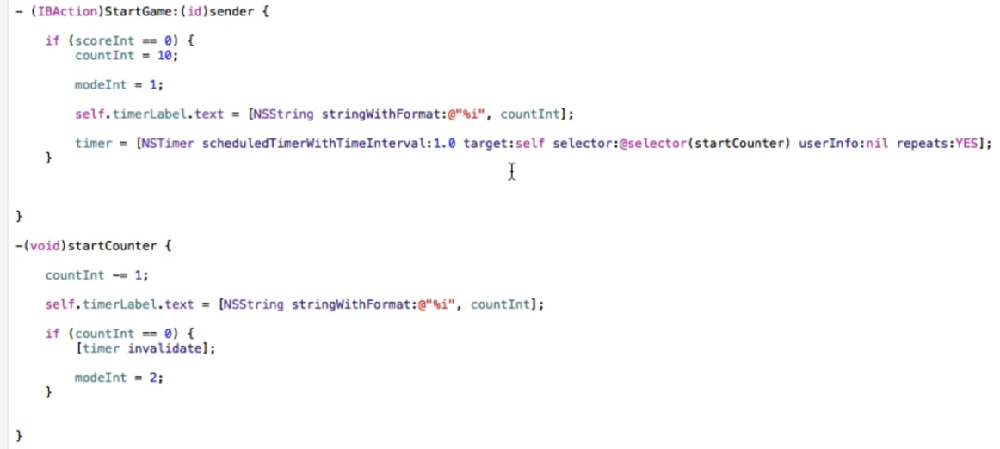 - (IBAction)StartGame:(id)sender {
if (scoreInt == 0) {
countInt = 10;
modeInt = 1;
self.timerLabel.text = [NSString stringWithFormat:@"%i", countInt];
timer = [NSTimer scheduledTimerWithTimeInterval:1.0 target:self selector:@selector(startCounter) userInfo:nil repeats:YES];
}
}
-(void)startCounter {
countInt -= 1;
self.timerLabel.text = [NSString stringWithFormat:@"%i", countInt];
if (countInt == 0) {
[timer invalidate];
modeInt = 2;
}
}